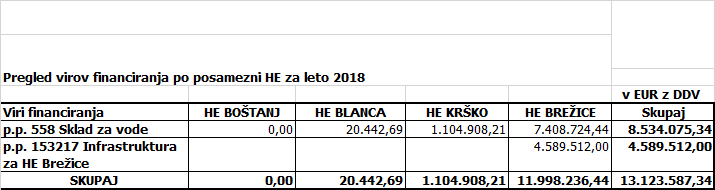 Pregled virov financiranja po posamezni HE za leto 2018
v EUR z DDV
Viri financiranja HE BOŠTANJ HE BLANCA HE KRŠKO HE BREŽICE Skupaj
p.p. 558 Sklad za vode 0,00 20.442,69 1.104.908,21 7.408.724,44 8.534.075,34
p.p. 153217 Infrastruktura 4.589.512,00 4.589.512,00
za HE Brežice
SKUPAJ 0,00 20.442,69 1.104.908,21 11.998.236,44 13.123.587,34